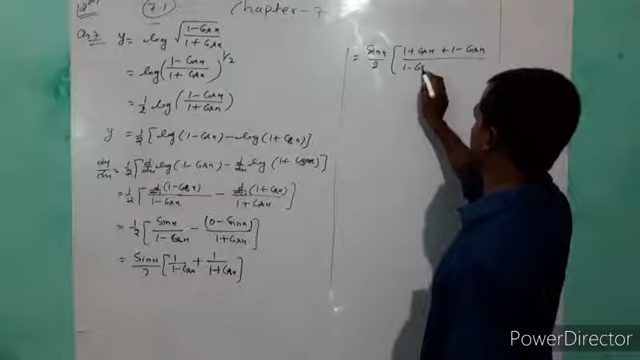 7.1 Chapter-7
Q.7 y = log √(1-Cosx / 1+Cosx)
= log (1-Cosx / 1+Cosx)^1/2
= 1/2 log (1-Cosx / 1+Cosx)
y = 1/2 [log(1-Cosx) - log(1+Cosx)]
dy/dx = 1/2 [d/dx log(1-Cosx) - d/dx log(1+Cosx)]
= 1/2 [d/dx(1-Cosx) / 1-Cosx - d/dx(1+Cosx) / 1+Cosx]
= 1/2 [Sinx / 1-Cosx - (0-Sinx) / 1+Cosx]
= Sinx/2 [1 / 1-Cosx + 1 / 1+Cosx]
= Sinx/2 [1+Cosx+1-Cosx / 1-C
PowerDirector